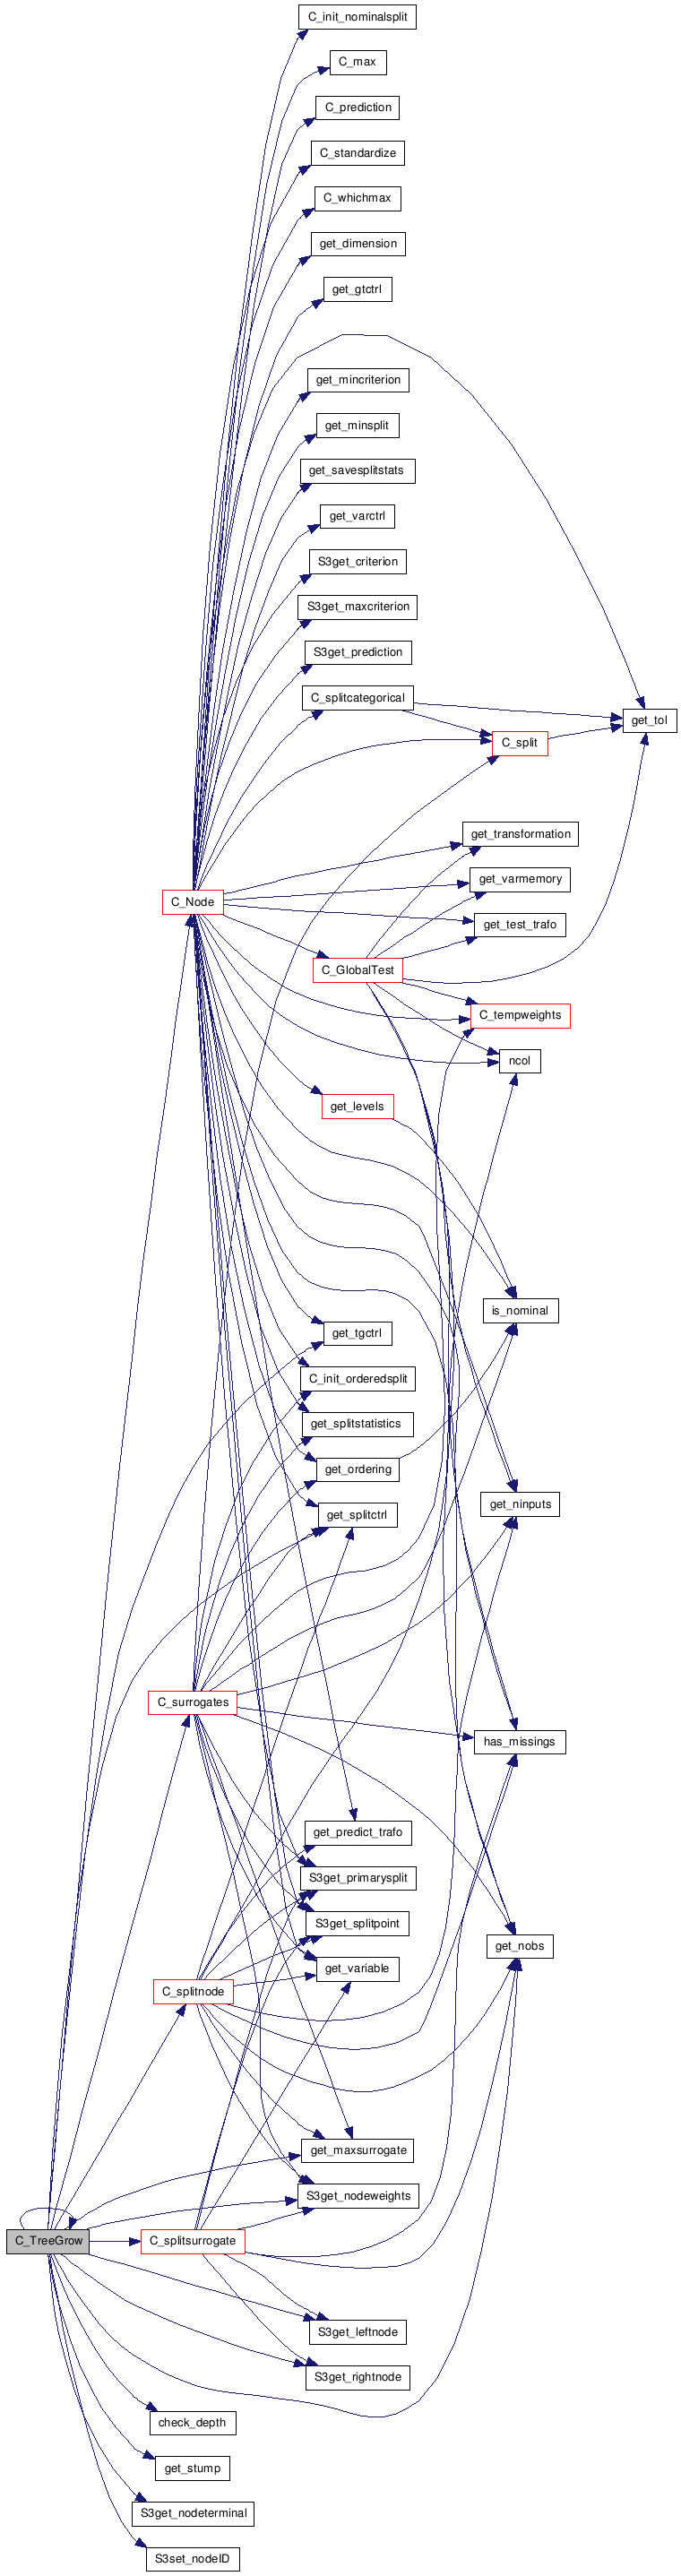 C_init_nominalsplit
C_max
C_prediction
C_standardize
C_whichmax
get_dimension
get_gtctrl
get_mincriterion
get_minsplit
get_savesplitstats
get_varctrl
S3get_criterion
S3get_maxcriterion
S3get_prediction
C_splitcategorical
get_tol
C_split
get_transformation
get_varmemory
C_Node
get_test_trafo
C_GlobalTest
C_tempweights
ncol
get_levels
is_nominal
get_tgctrl
C_init_orderedsplit
get_splitstatistics
get_ordering
get_ninputs
get_splitctrl
C_surrogates
has_missings
get_predict_trafo
S3get_primarysplit
S3get_splitpoint
get_nobs
get_variable
C_splitnode
get_maxsurrogate
S3get_nodeweights
C_TreeGrow
C_splitsurrogate
S3get_leftnode
S3get_rightnode
check_depth
get_stump
S3get_nodeterminal
S3set_nodeID